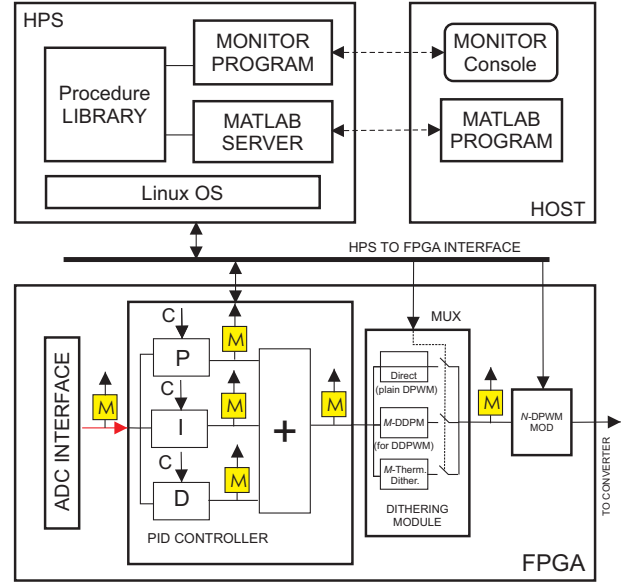 HPS
MONITOR
PROGRAM
Procedure
LIBRARY
MATLAB
SERVER
Linux OS
MONITOR
Console
MATLAB
PROGRAM
HOST
HPS TO FPGA INTERFACE
ADC INTERFACE
M
C
P
M
C
I
M
C
D
M
+
M
PID CONTROLLER
MUX
Direct
(plain DPWM)
M-DDPM
(for DDPWM)
M-Therm.
Dither.
DITHERING
MODULE
M
N-DPWM
MOD
TO CONVERTER
FPGA